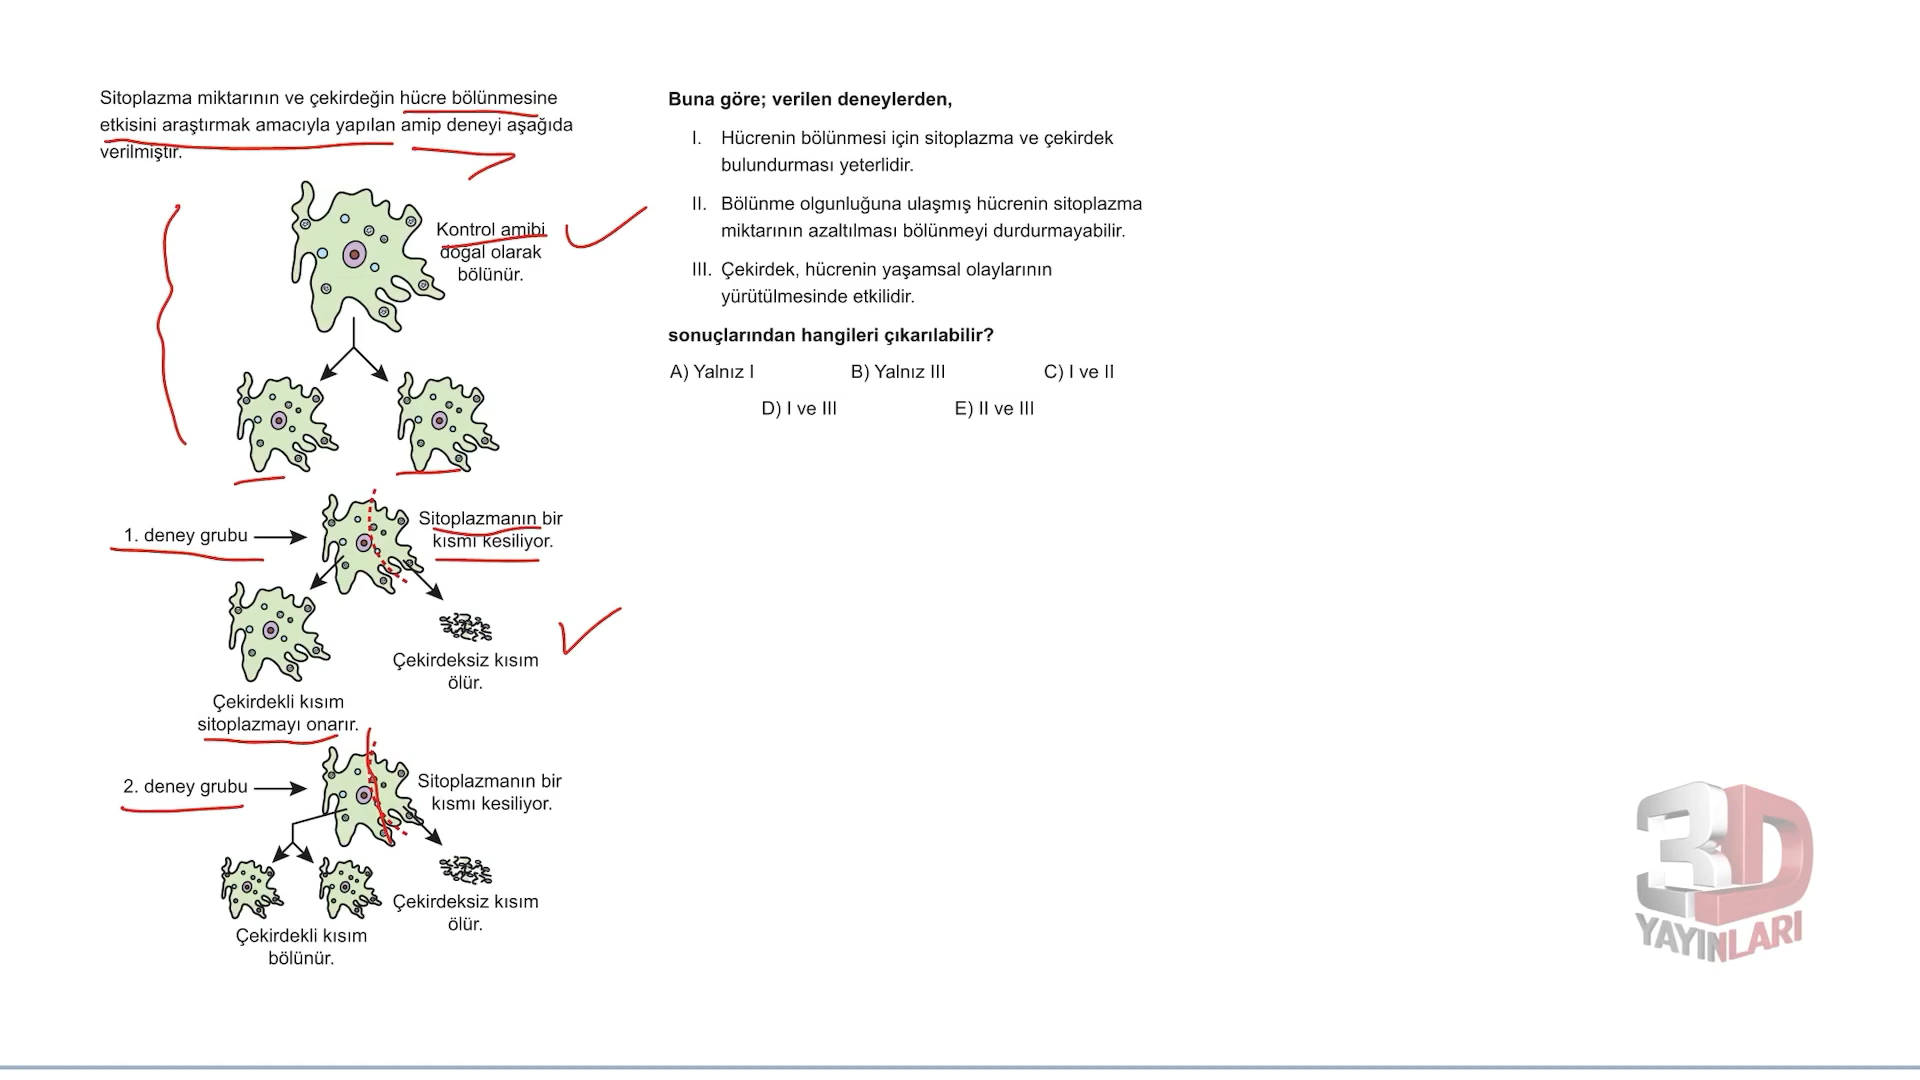 Sitoplazma miktarının ve çekirdeğin hücre bölünmesine
etkisini araştırmak amacıyla yapılan amip deneyi aşağıda
verilmiştir.
Kontrol amibi
doğal olarak
bölünür.
1. deney grubu
Sitoplazmanın bir
kısmı kesiliyor.
Çekirdeksiz kısım
ölür.
Çekirdekli kısım
sitoplazmayı onarır.
2. deney grubu
Sitoplazmanın bir
kısmı kesiliyor.
Çekirdeksiz kısım
ölür.
Çekirdekli kısım
bölünür.
Buna göre; verilen deneylerden,
I. Hücrenin bölünmesi için sitoplazma ve çekirdek
bulundurması yeterlidir.
II. Bölünme olgunluğuna ulaşmış hücrenin sitoplazma
miktarının azaltılması bölünmeyi durdurmayabilir.
III. Çekirdek, hücrenin yaşamsal olaylarının
yürütülmesinde etkilidir.
sonuçlarından hangileri çıkarılabilir?
A) Yalnız I B) Yalnız III C) I ve II
D) I ve III E) II ve III
3D
YAYINLARI